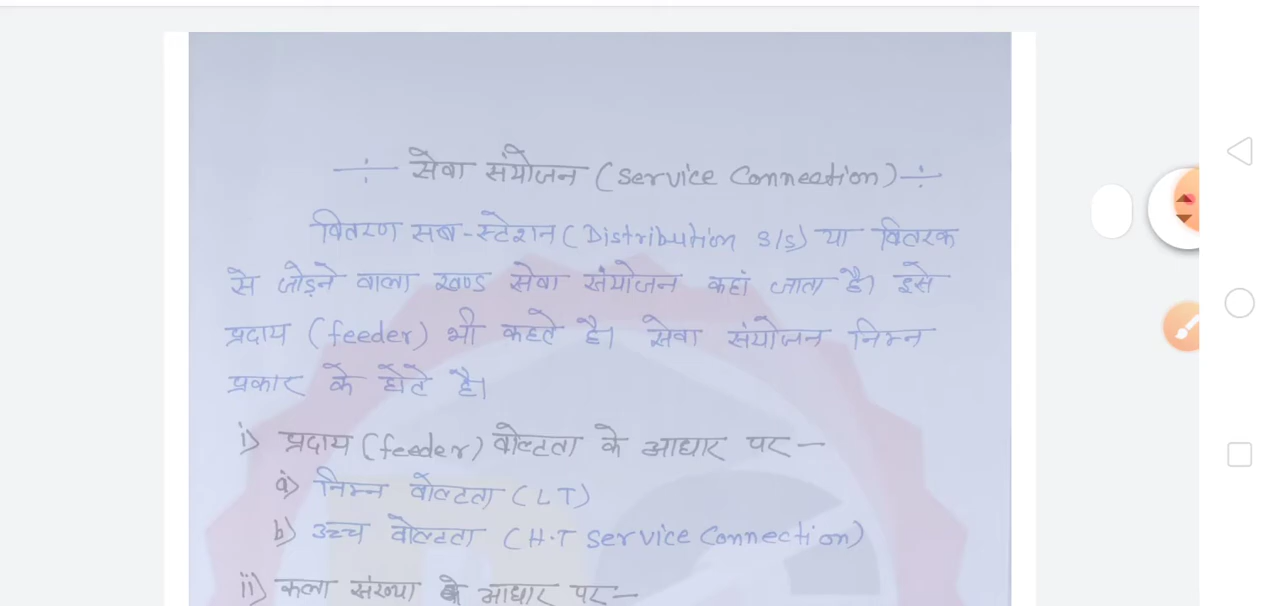 ÷ सेवा संयोजन (Service Connection) ÷
वितरण सब-स्टेशन (Distribution S/S) या वितरक
से जोड़ने वाला खण्ड सेवा संयोजन कहां जाता है। इसे
प्रदाय (feeder) भी कहते है। सेवा संयोजन निम्न
प्रकार के होते है।
i) प्रदाय (feeder) वोल्टता के आधार पर —
a) निम्न वोल्टता (LT)
b) उच्च वोल्टता (H.T Service Connection)
ii) कला संख्या के आधार पर —